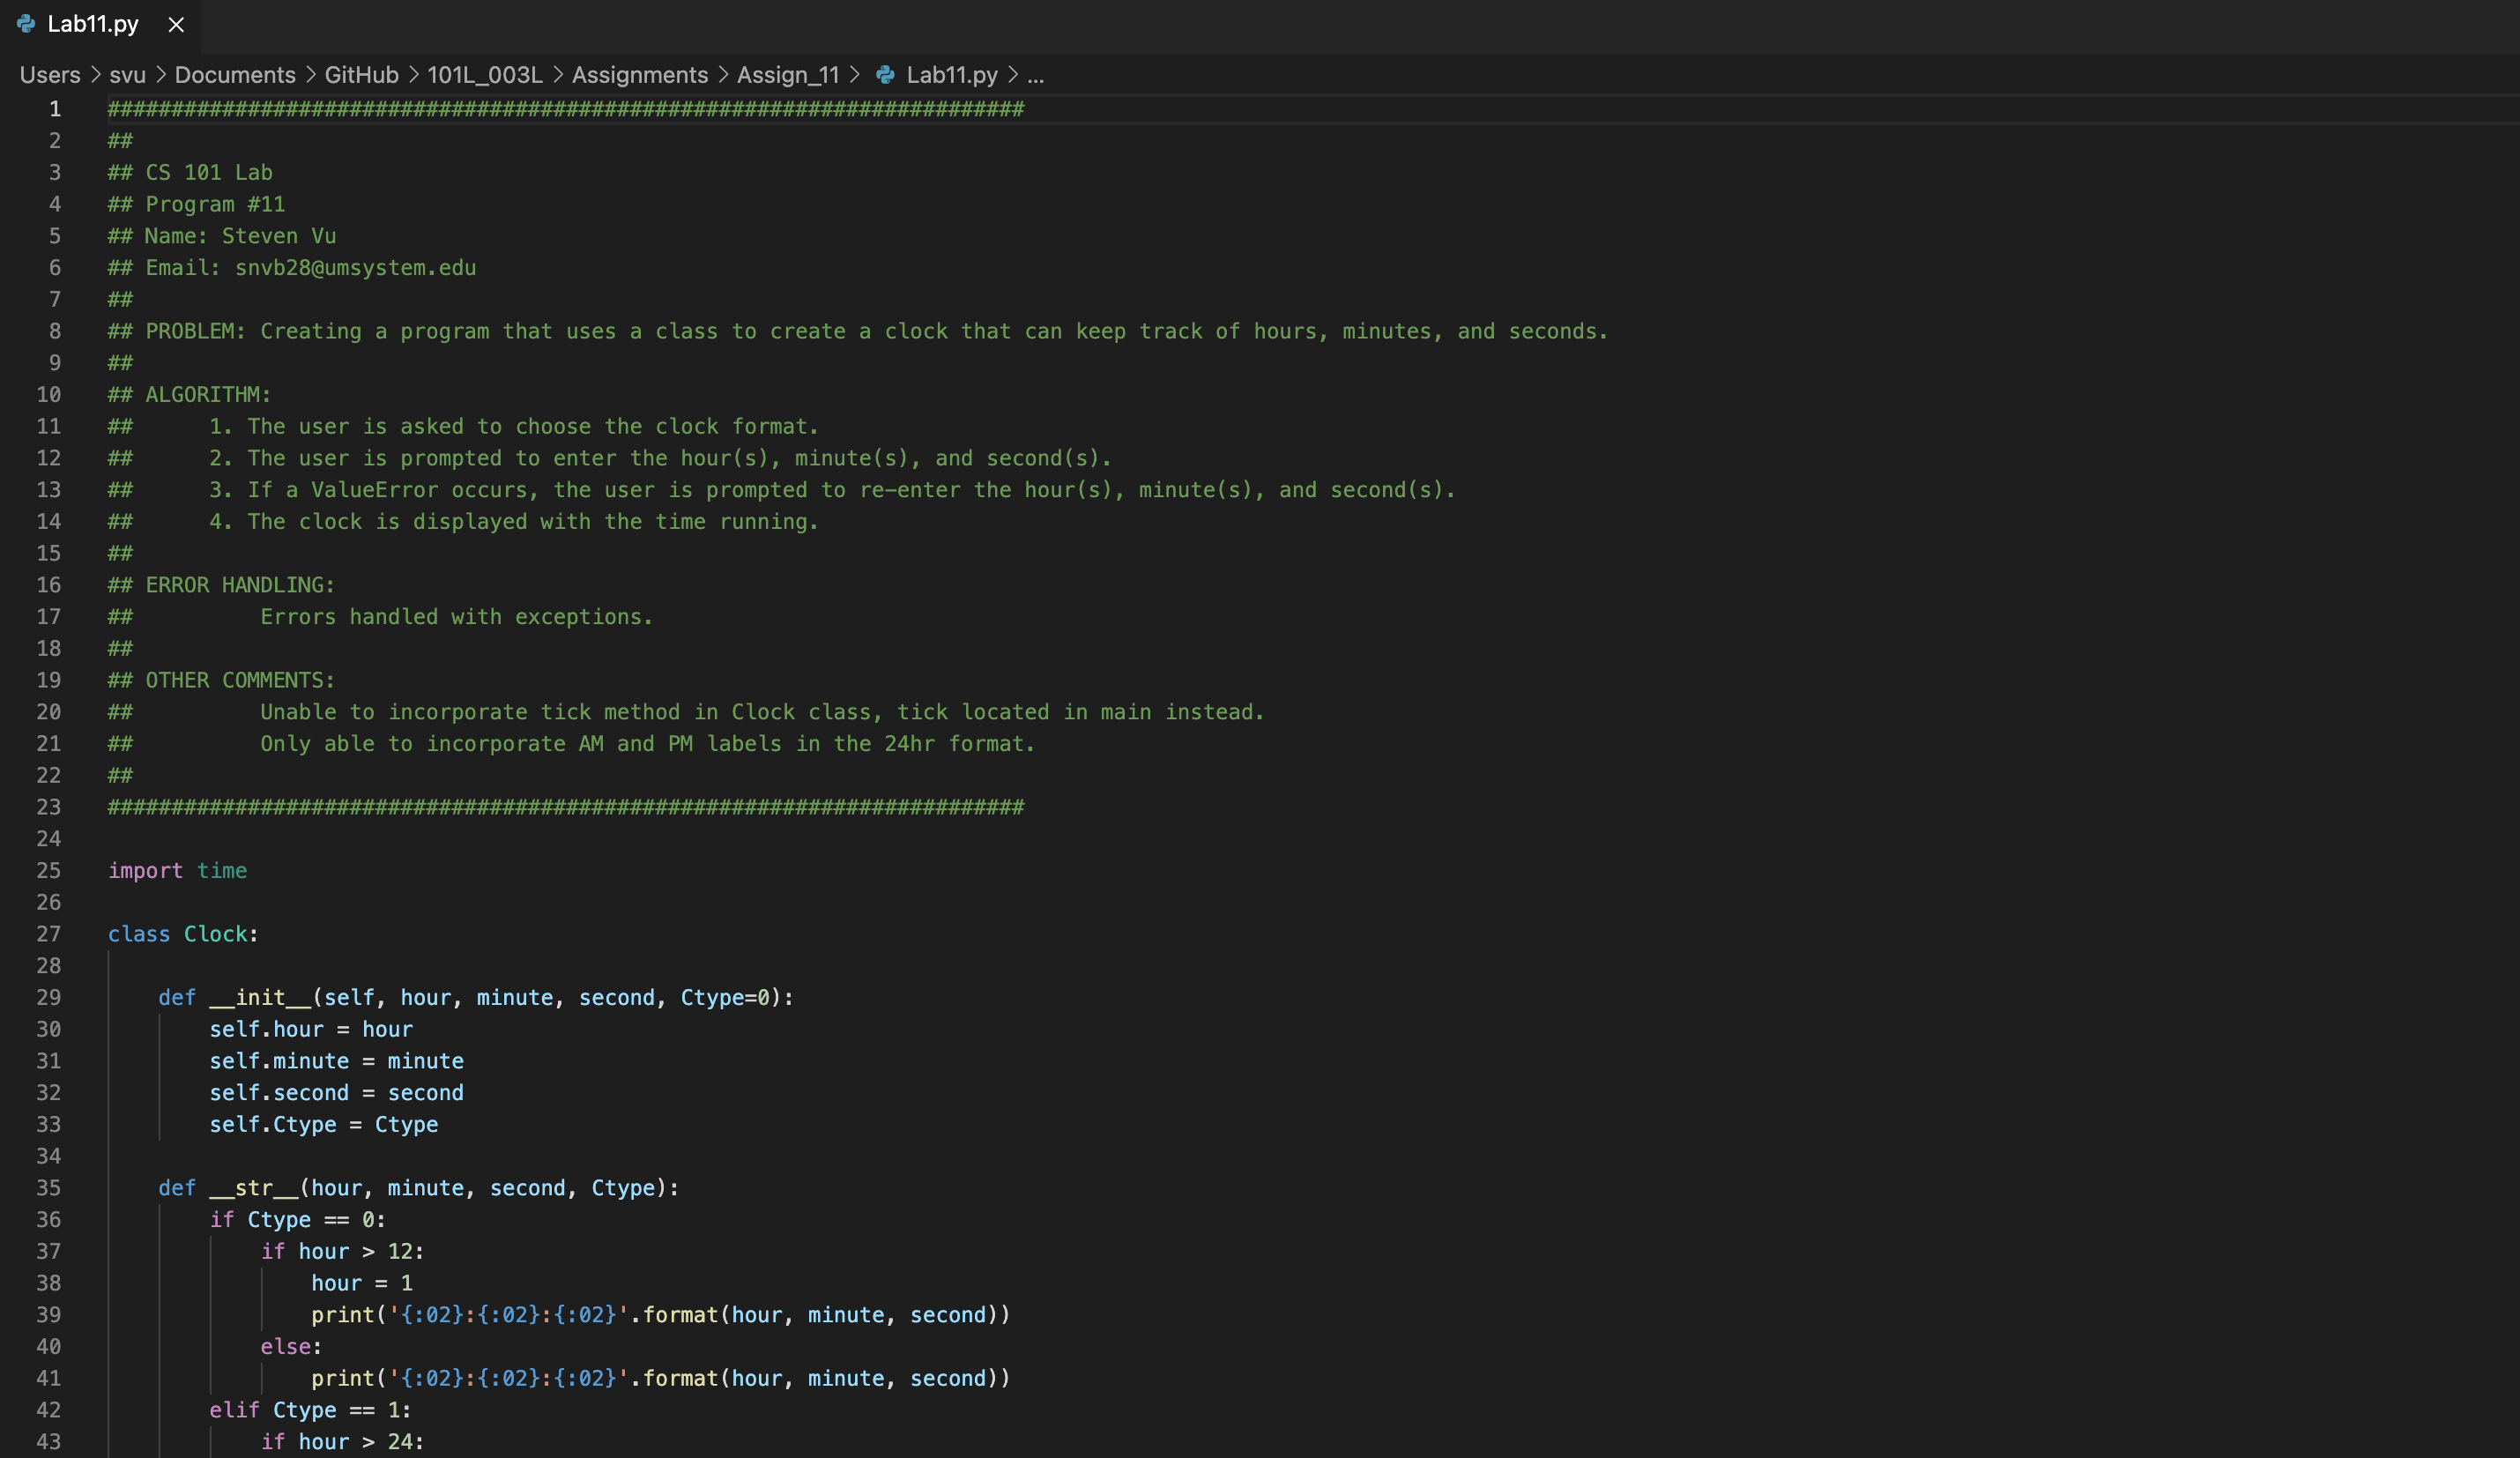 Lab11.py
Users > svu > Documents > GitHub > 101L_003L > Assignments > Assign_11 > Lab11.py > ...
1 ########################################################################
2 ##
3 ## CS 101 Lab
4 ## Program #11
5 ## Name: Steven Vu
6 ## Email: snvb28@umsystem.edu
7 ##
8 ## PROBLEM: Creating a program that uses a class to create a clock that can keep track of hours, minutes, and seconds.
9 ##
10 ## ALGORITHM:
11 ##      1. The user is asked to choose the clock format.
12 ##      2. The user is prompted to enter the hour(s), minute(s), and second(s).
13 ##      3. If a ValueError occurs, the user is prompted to re-enter the hour(s), minute(s), and second(s).
14 ##      4. The clock is displayed with the time running.
15 ##
16 ## ERROR HANDLING:
17 ##          Errors handled with exceptions.
18 ##
19 ## OTHER COMMENTS:
20 ##          Unable to incorporate tick method in Clock class, tick located in main instead.
21 ##          Only able to incorporate AM and PM labels in the 24hr format.
22 ##
23 ########################################################################
24
25 import time
26
27 class Clock:
28
29     def __init__(self, hour, minute, second, Ctype=0):
30         self.hour = hour
31         self.minute = minute
32         self.second = second
33         self.Ctype = Ctype
34
35     def __str__(hour, minute, second, Ctype):
36         if Ctype == 0:
37             if hour > 12:
38                 hour = 1
39                 print('{:02}:{:02}:{:02}'.format(hour, minute, second))
40             else:
41                 print('{:02}:{:02}:{:02}'.format(hour, minute, second))
42         elif Ctype == 1:
43             if hour > 24: